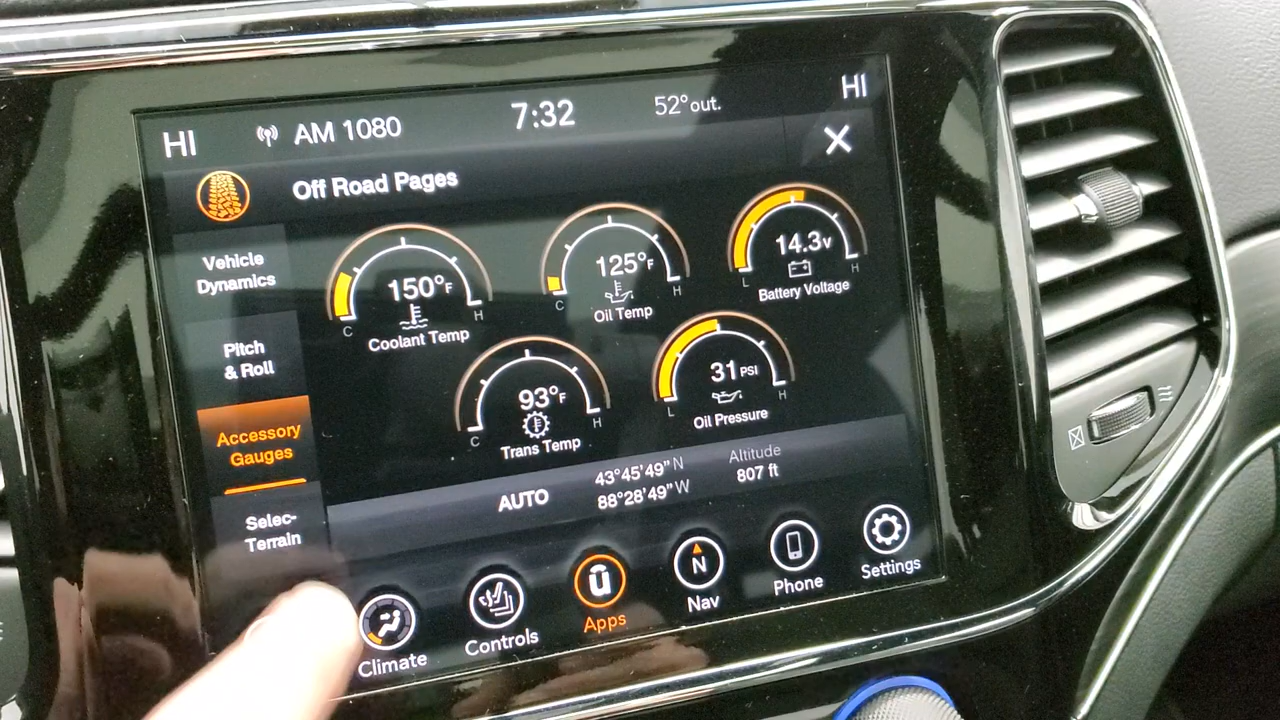 HI
AM 1080
7:32
52° out.
HI
Off Road Pages
Vehicle
Dynamics
Pitch
& Roll
Accessory
Gauges
Selec-
Terrain
150°F
C H
Coolant Temp
125°F
C H
Oil Temp
14.3v
L H
Battery Voltage
93°F
C H
Trans Temp
31 PSI
L H
Oil Pressure
AUTO
43°45'49" N
88°28'49" W
Altitude
807 ft
Climate
Controls
Apps
N
Nav
Phone
Settings